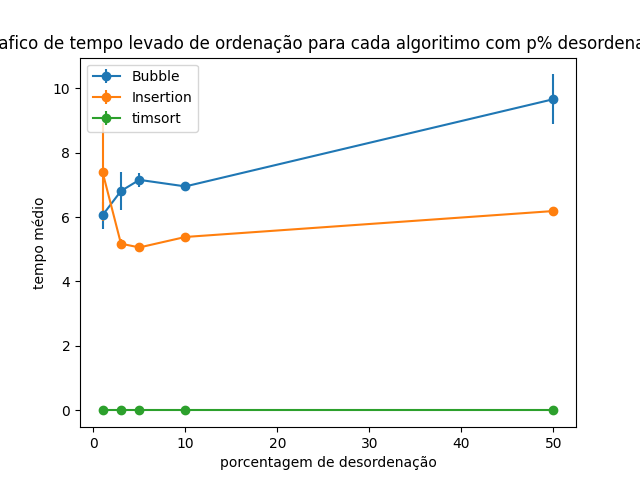 afico de tempo levado de ordenação para cada algoritimo com p% desordena
Bubble
Insertion
timsort
10
8
6
4
2
0
tempo médio
0 10 20 30 40 50
porcentagem de desordenação